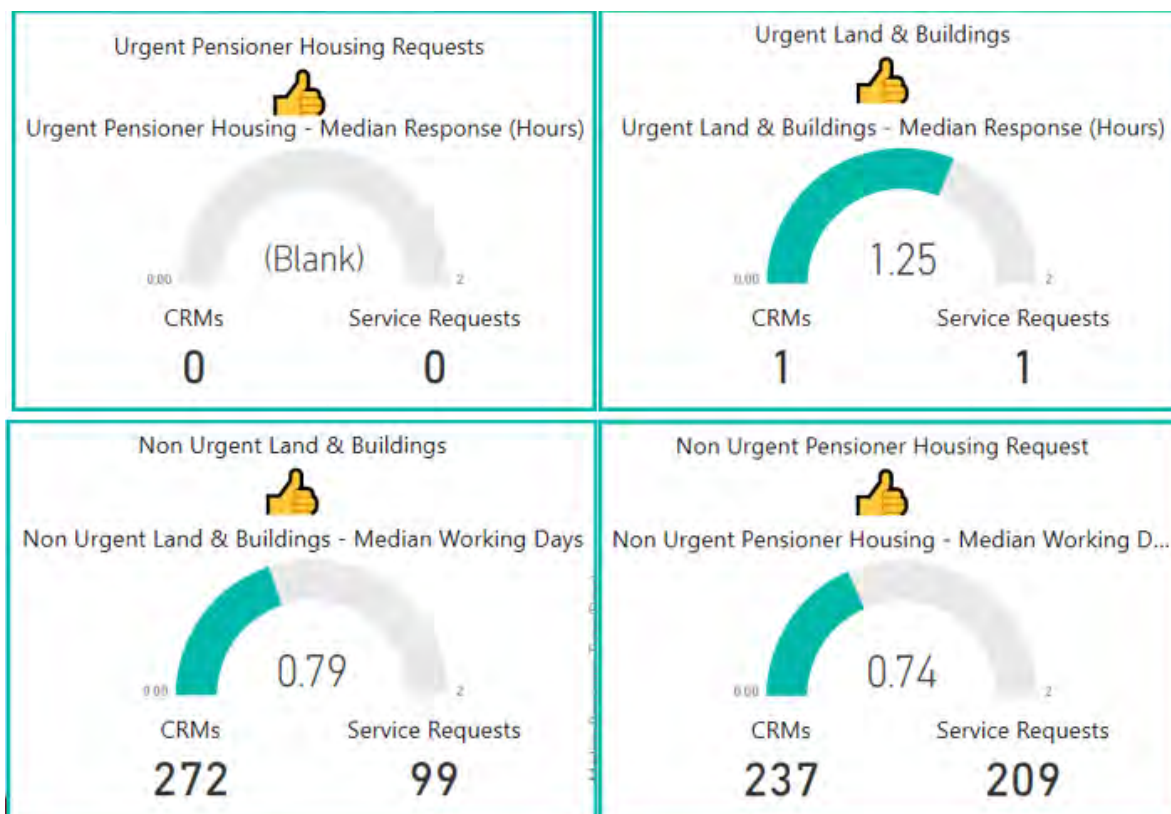 Urgent Pensioner Housing Requests
Urgent Pensioner Housing - Median Response (Hours)
(Blank)
0.00 2
CRMs Service Requests
0 0
Urgent Land & Buildings
Urgent Land & Buildings - Median Response (Hours)
1.25
0.00 2
CRMs Service Requests
1 1
Non Urgent Land & Buildings
Non Urgent Land & Buildings - Median Working Days
0.79
0.00 2
CRMs Service Requests
272 99
Non Urgent Pensioner Housing Request
Non Urgent Pensioner Housing - Median Working D...
0.74
0.00 2
CRMs Service Requests
237 209